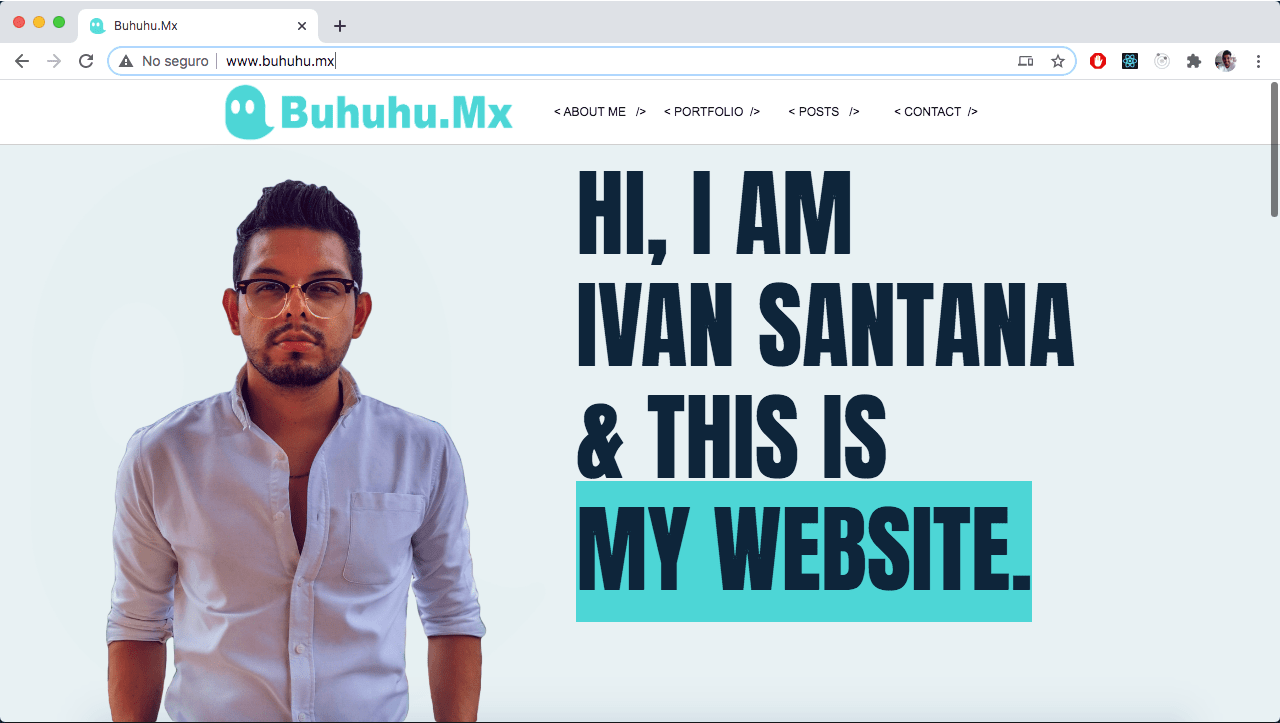 Buhuhu.Mx
No seguro | www.buhuhu.mx
Buhuhu.Mx < ABOUT ME /> < PORTFOLIO /> < POSTS /> < CONTACT />
HI, I AM
IVAN SANTANA
& THIS IS
MY WEBSITE.